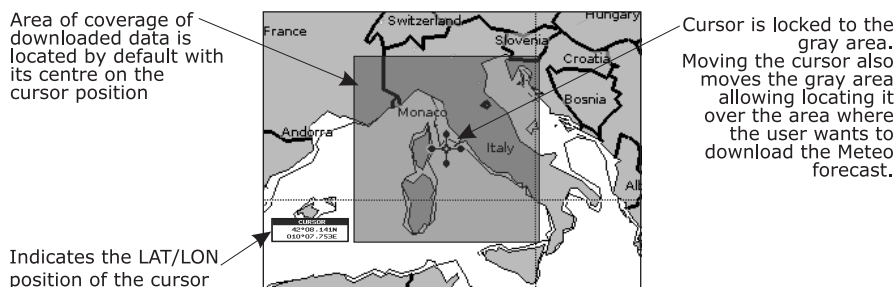 Area of coverage of
downloaded data is
located by default with
its centre on the
cursor position
France
Switzerland
Hungary
Slovenia
Croatia
Bosnia
Monaco
Andorra
Italy
Alb
CURSOR
42°08.141N
010°07.753E
Cursor is locked to the
gray area.
Moving the cursor also
moves the gray area
allowing locating it
over the area where
the user wants to
download the Meteo
forecast.
Indicates the LAT/LON
position of the cursor